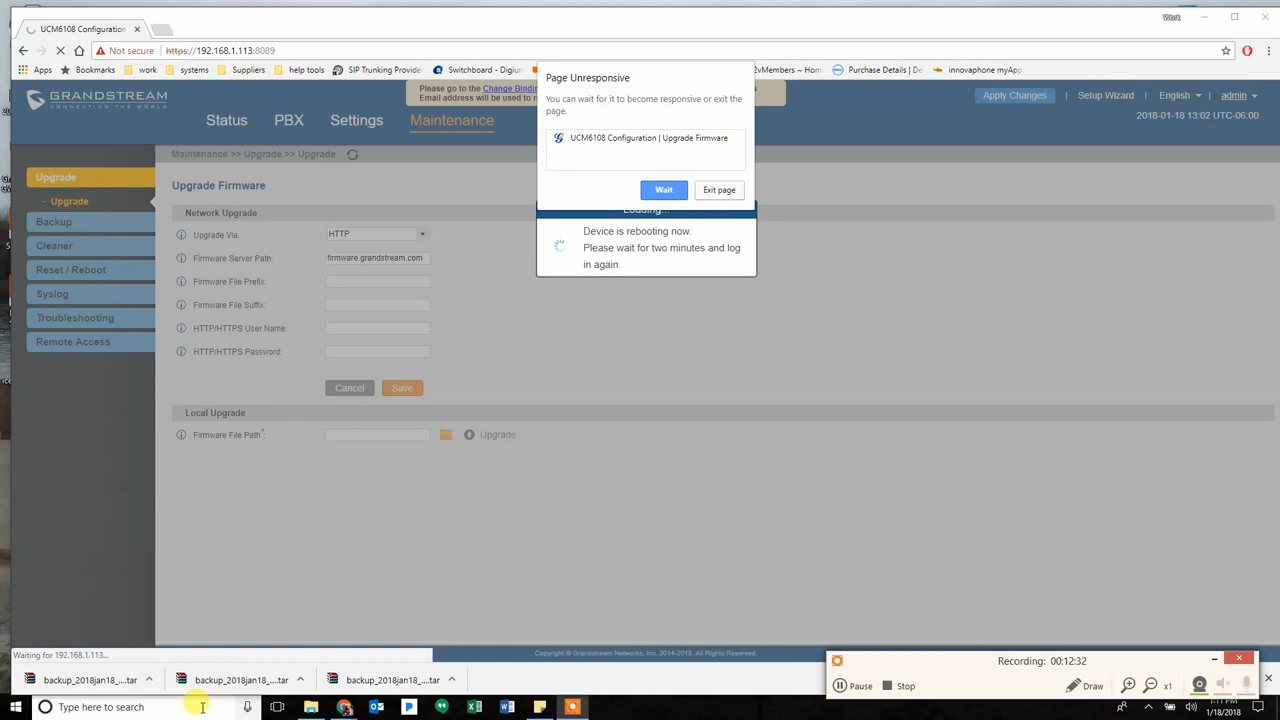 UCM6108 Configuration
Work
Not secure https://192.168.1.113:8089
Apps Bookmarks work Suppliers help tools SIP Trunking Provide Switchboard - Digium 2vMembers ~ Home Purchase Details | De innovaphone myApp
Page Unresponsive
You can wait for it to become responsive or exit the
page.
UCM6108 Configuration | Upgrade Firmware
Wait Exit page
Loading...
Device is rebooting now.
Please wait for two minutes and log
in again.
GRANDSTREAM
CONNECTING THE WORLD
Please go to the Change Bindin
Email address will be used to r
Apply Changes | Setup Wizard | English | admin
2018-01-18 13:02 UTC-06:00
Status PBX Settings Maintenance
Maintenance >> Upgrade >> Upgrade
Upgrade
- Upgrade
Backup
Cleaner
Reset / Reboot
Syslog
Troubleshooting
Remote Access
Upgrade Firmware
Network Upgrade
Upgrade Via: HTTP
Firmware Server Path: firmware.grandstream.com
Firmware File Prefix:
Firmware File Suffix:
HTTP/HTTPS User Name:
HTTP/HTTPS Password:
Cancel Save
Local Upgrade
Firmware File Path*: Upgrade
Waiting for 192.168.1.113...
Copyright © Grandstream Networks, Inc. 2014-2018. All Rights Reserved.
backup_2018jan18_....tar backup_2018jan18_....tar backup_2018jan18_....tar
Recording: 00:12:32
Pause Stop Draw x1
Type here to search
1:11 PM
1/18/2018